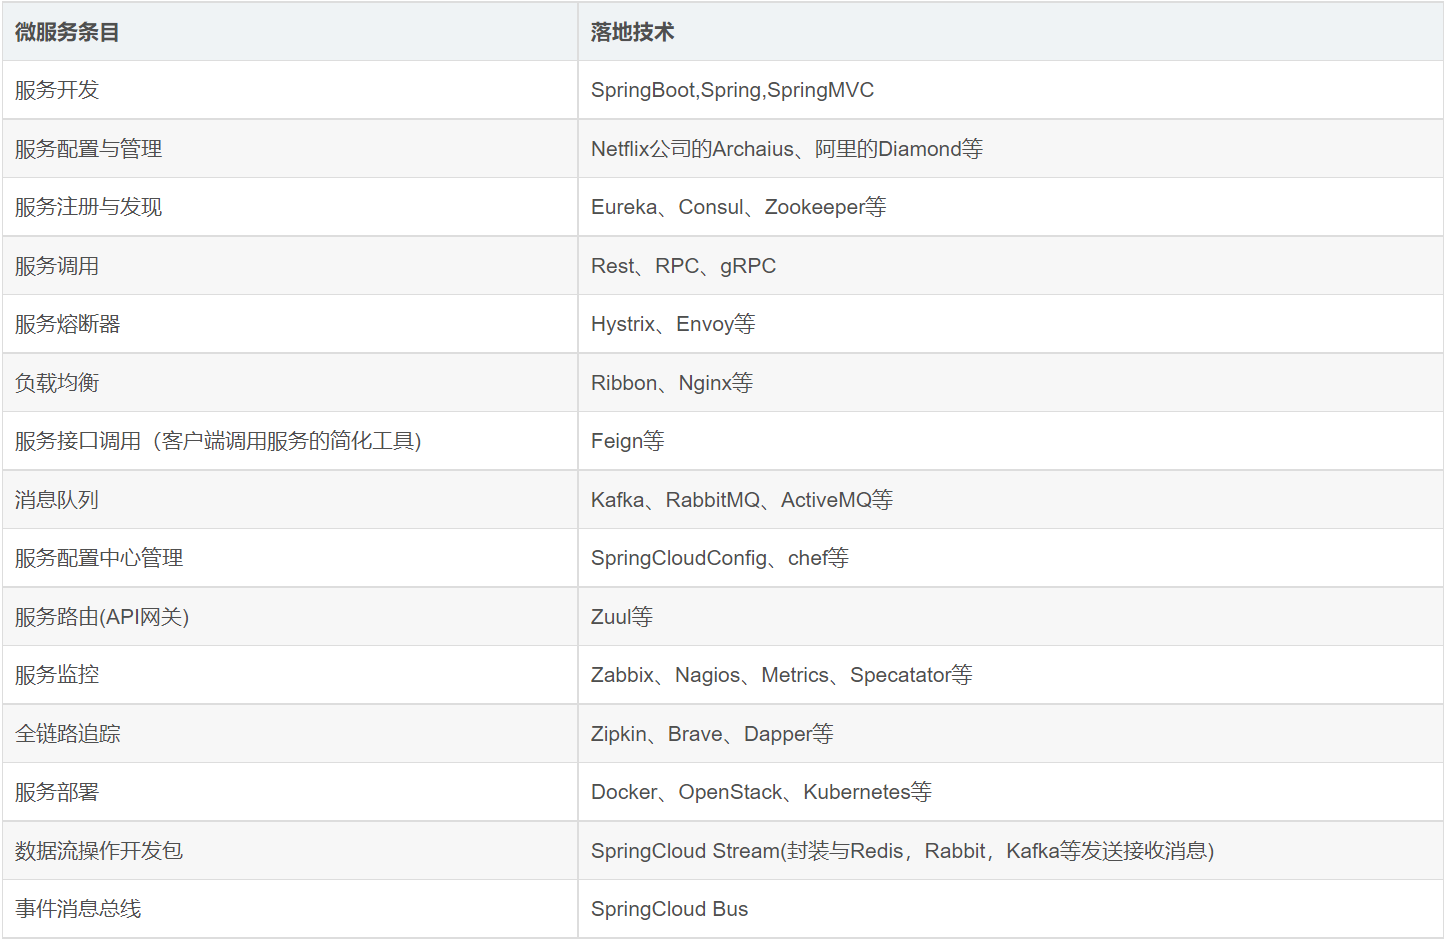 微服务条目 落地技术
服务开发 SpringBoot,Spring,SpringMVC
服务配置与管理 Netflix公司的Archaius、阿里的Diamond等
服务注册与发现 Eureka、Consul、Zookeeper等
服务调用 Rest、RPC、gRPC
服务熔断器 Hystrix、Envoy等
负载均衡 Ribbon、Nginx等
服务接口调用（客户端调用服务的简化工具) Feign等
消息队列 Kafka、RabbitMQ、ActiveMQ等
服务配置中心管理 SpringCloudConfig、chef等
服务路由(API网关) Zuul等
服务监控 Zabbix、Nagios、Metrics、Specatator等
全链路追踪 Zipkin、Brave、Dapper等
服务部署 Docker、OpenStack、Kubernetes等
数据流操作开发包 SpringCloud Stream(封装与Redis，Rabbit，Kafka等发送接收消息)
事件消息总线 SpringCloud Bus